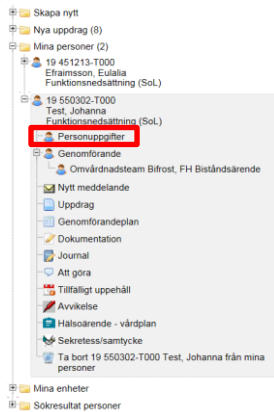 Skapa nytt
Nya uppdrag (8)
Mina personer (2)
19 451213-T000
Efraimsson, Eulalia
Funktionsnedsättning (SoL)
19 550302-T000
Test, Johanna
Funktionsnedsättning (SoL)
Personuppgifter
Genomförande
Omvårdnadsteam Bifrost, FH Biståndsärende
Nytt meddelande
Uppdrag
Genomförandeplan
Dokumentation
Journal
Att göra
Tillfälligt uppehåll
Avvikelse
Hälsoärende - vårdplan
Sekretess/samtycke
Ta bort 19 550302-T000 Test, Johanna från mina
personer
Mina enheter
Sökresultat personer